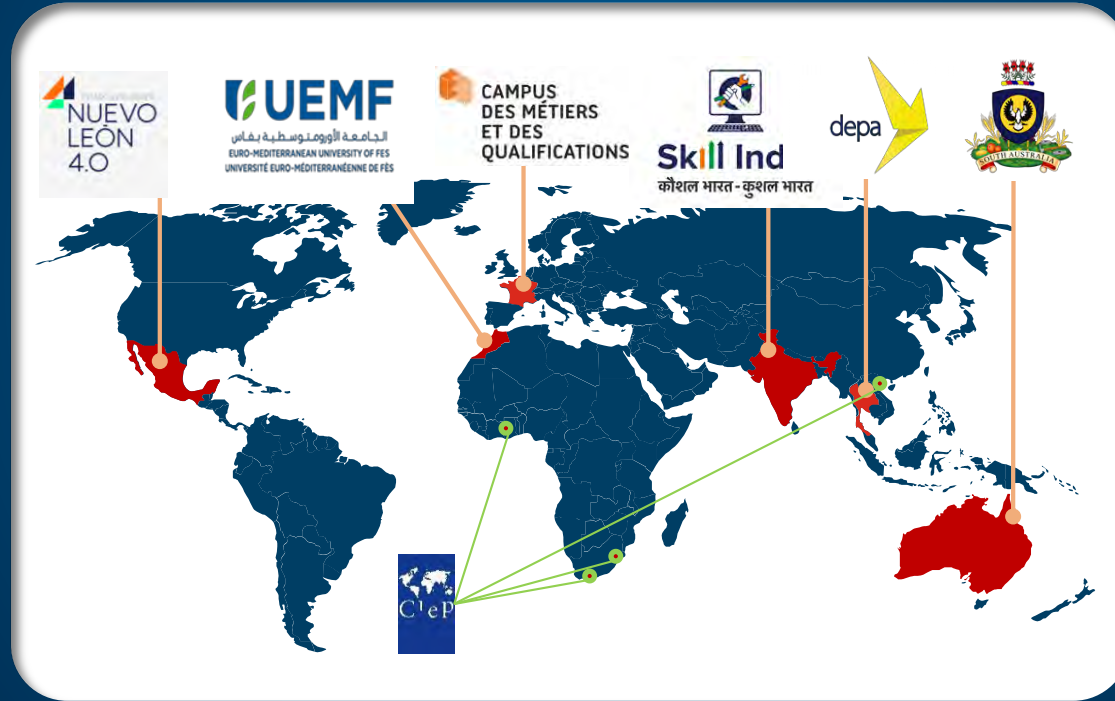 NUEVO
LEÓN
4.0
UEMF
الجامعة الأورومتوسطية بفاس
EURO-MEDITERRANEAN UNIVERSITY OF FES
UNIVERSITÉ EURO-MÉDITERRANÉENNE DE FÈS
CAMPUS
DES MÉTIERS
ET DES
QUALIFICATIONS
Skill Ind
कौशल भारत-कुशल भारत
depa
SOUTH AUSTRALIA
CIeP